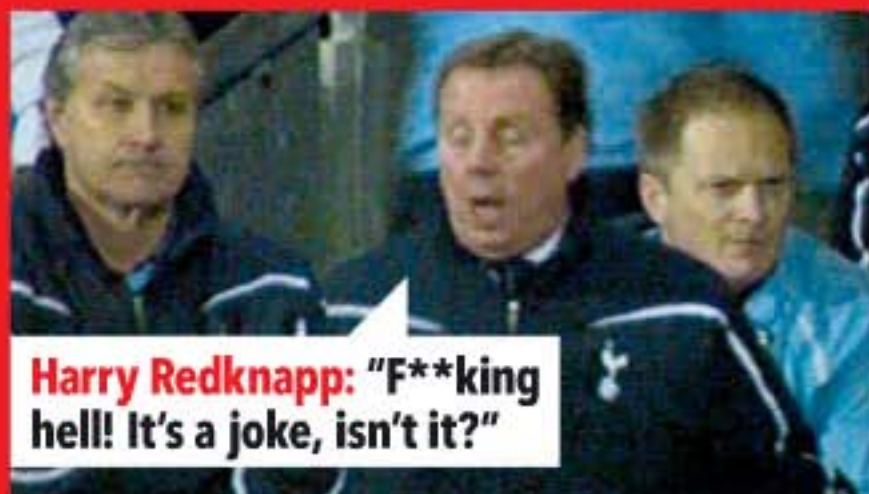 Harry Redknapp: “F**king
hell! It’s a joke, isn’t it?”